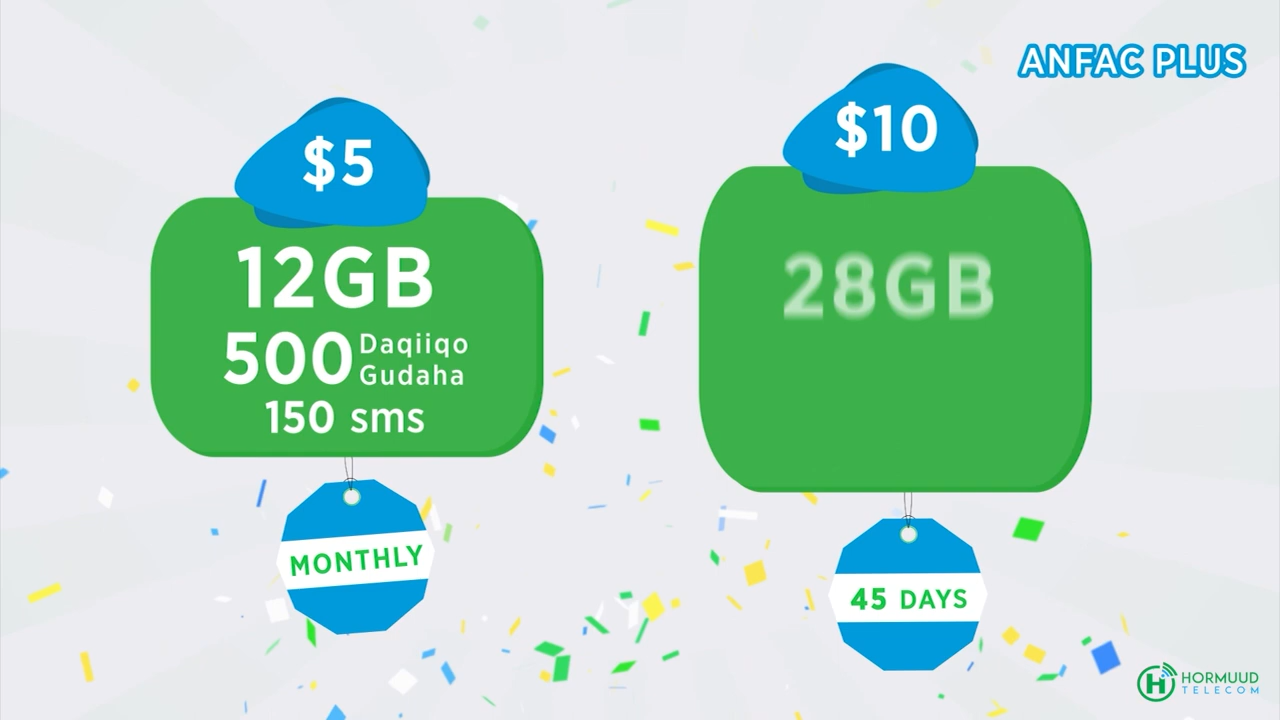 ANFAC PLUS
$5
12GB
500 Daqiiqo
Gudaha
150 sms
MONTHLY
$10
28GB
45 DAYS
HORMUUD
TELECOM